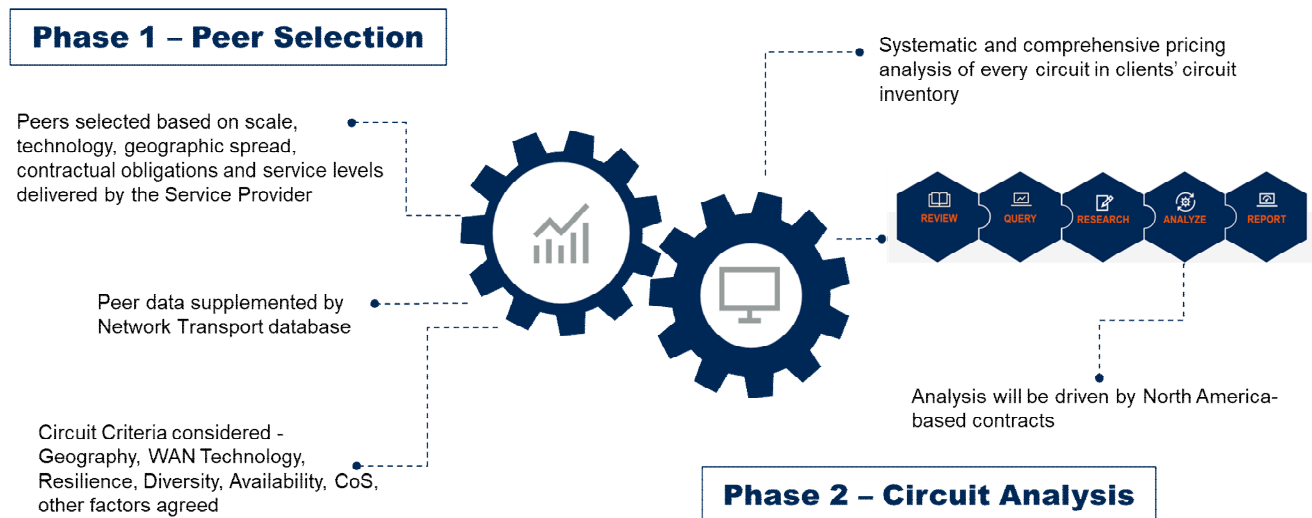 Phase 1 – Peer Selection
Peers selected based on scale,
technology, geographic spread,
contractual obligations and service levels
delivered by the Service Provider
Peer data supplemented by
Network Transport database
Circuit Criteria considered -
Geography, WAN Technology,
Resilience, Diversity, Availability, CoS,
other factors agreed
Systematic and comprehensive pricing
analysis of every circuit in clients’ circuit
inventory
REVIEW
QUERY
RESEARCH
ANALYZE
REPORT
Analysis will be driven by North America-
based contracts
Phase 2 – Circuit Analysis